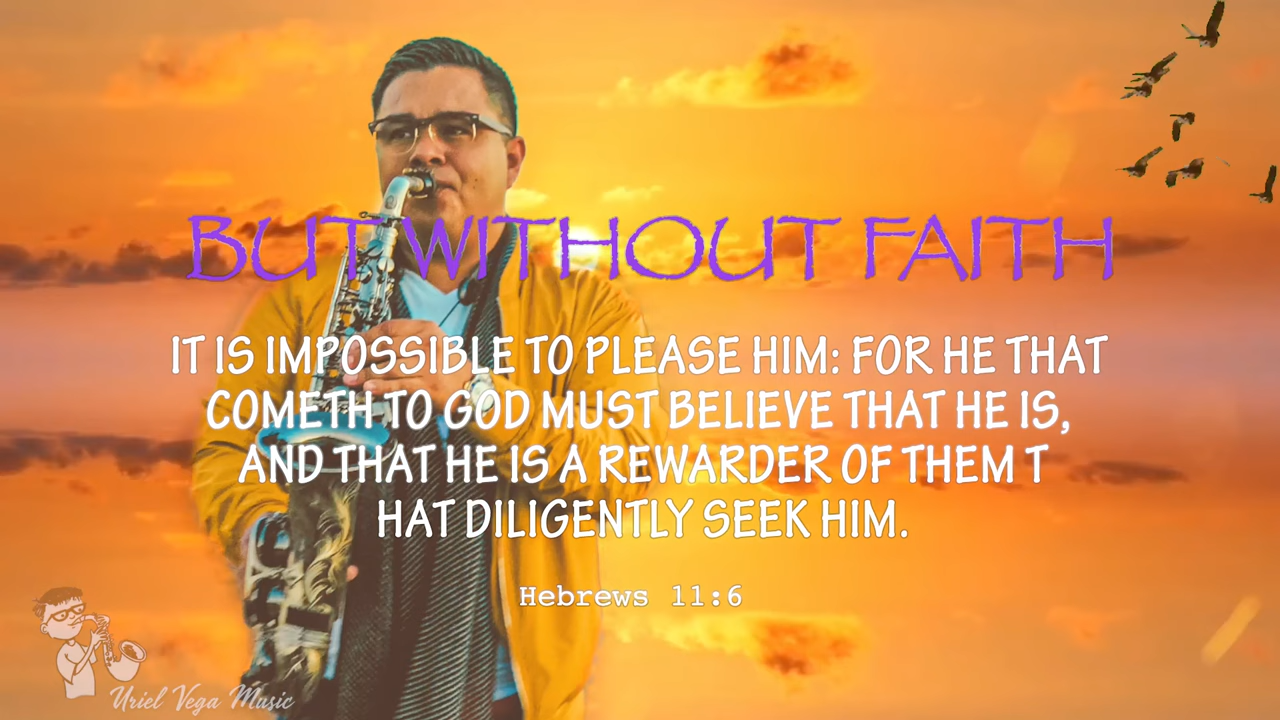 BUT WITHOUT FAITH
IT IS IMPOSSIBLE TO PLEASE HIM: FOR HE THAT
COMETH TO GOD MUST BELIEVE THAT HE IS,
AND THAT HE IS A REWARDER OF THEM T
HAT DILIGENTLY SEEK HIM.
Hebrews 11:6
Uriel Vega Music